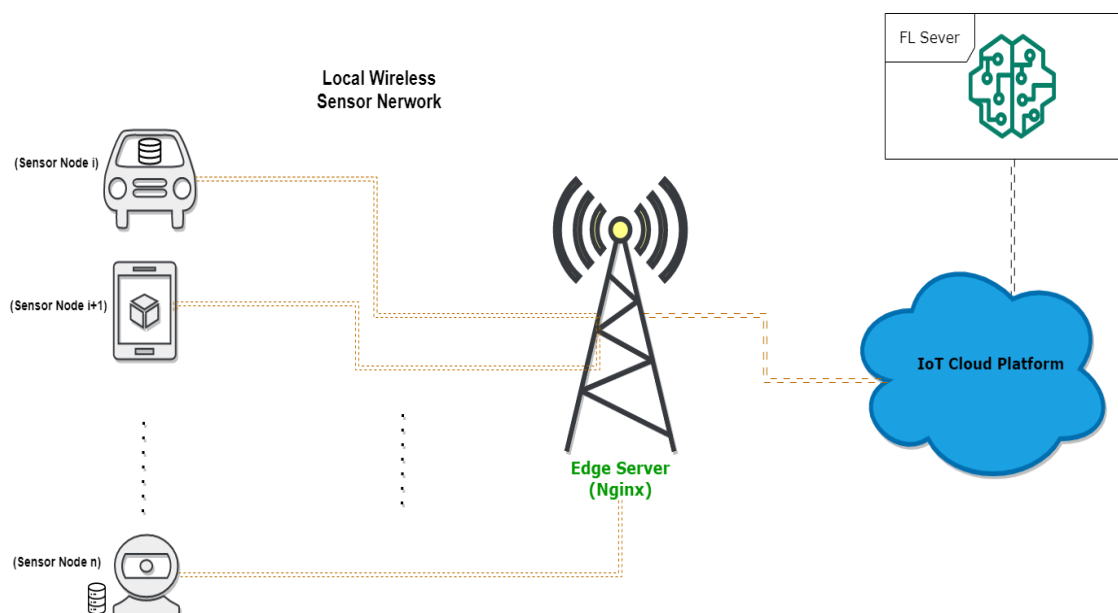 FL Sever
Local Wireless
Sensor Nerwork
(Sensor Node i)
(Sensor Node i+1)
IoT Cloud Platform
Edge Server
(Nginx)
(Sensor Node n)